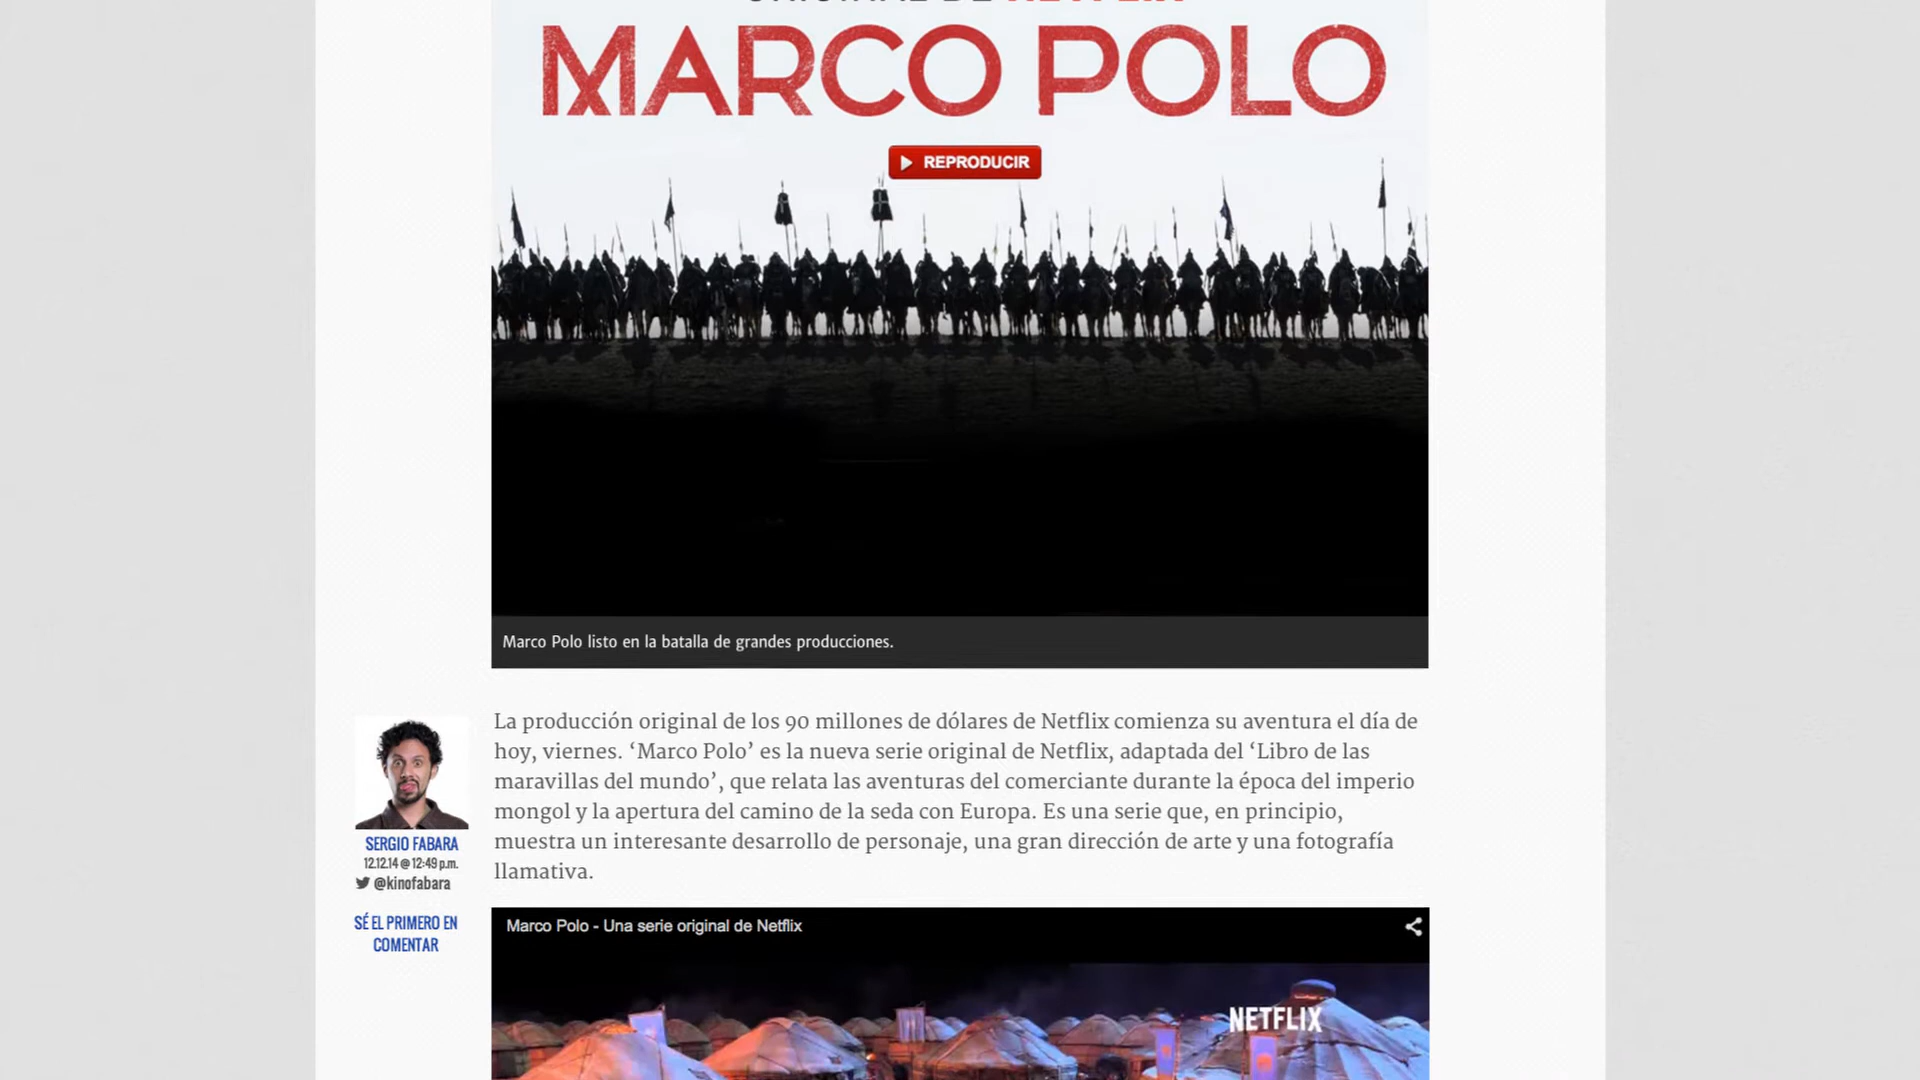 MARCO POLO
REPRODUCIR
Marco Polo listo en la batalla de grandes producciones.
La producción original de los 90 millones de dólares de Netflix comienza su aventura el día de
hoy, viernes. ‘Marco Polo’ es la nueva serie original de Netflix, adaptada del ‘Libro de las
maravillas del mundo’, que relata las aventuras del comerciante durante la época del imperio
mongol y la apertura del camino de la seda con Europa. Es una serie que, en principio,
muestra un interesante desarrollo de personaje, una gran dirección de arte y una fotografía
llamativa.
SERGIO FABARA
12.12.14 @ 12:49 p.m.
@kinofabara
SÉ EL PRIMERO EN
COMENTAR
Marco Polo - Una serie original de Netflix
NETFLIX